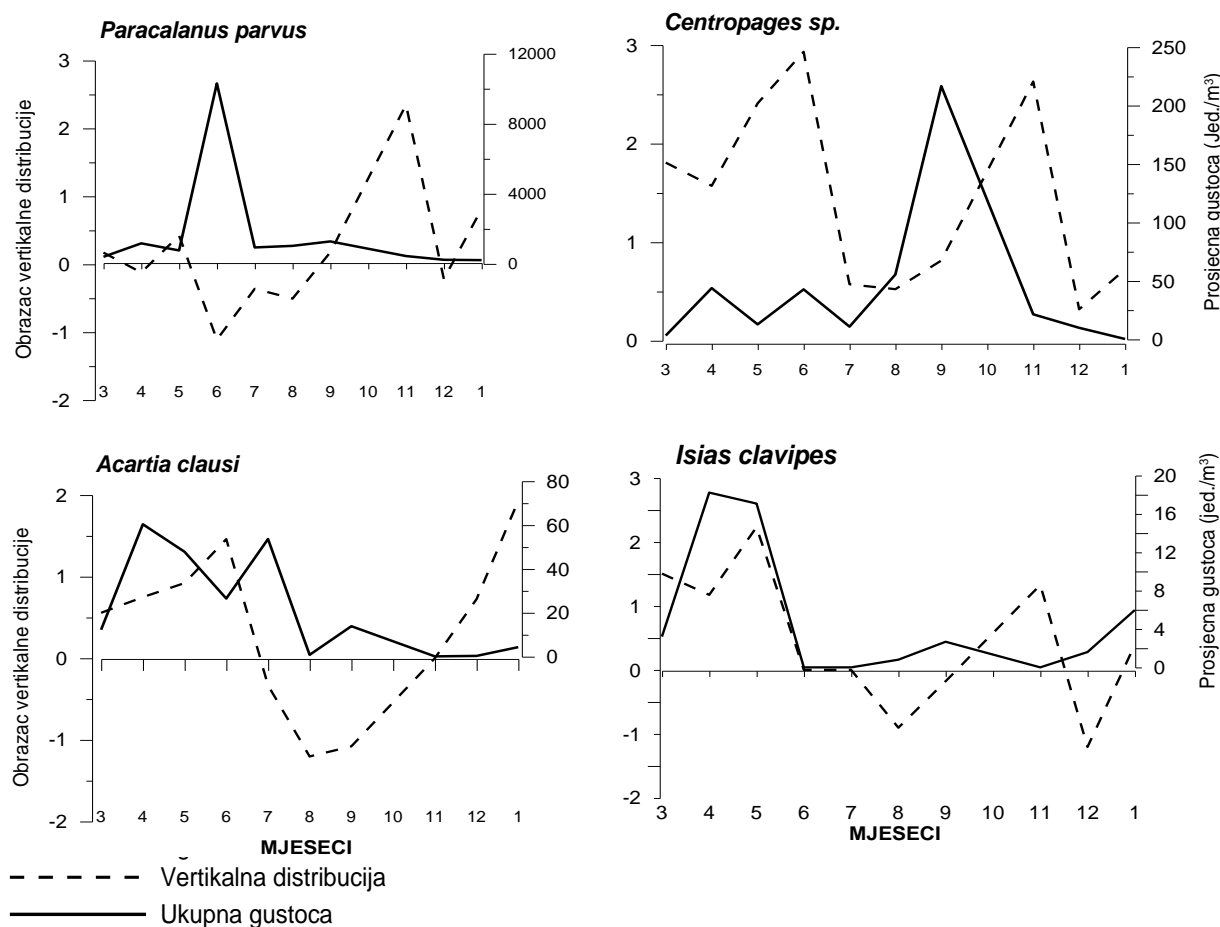 Paracalanus parvus
Obrazac vertikalne distribucije
3
2
1
0
-1
-2
12000
8000
4000
0
3 4 5 6 7 8 9 10 11 12 1
Centropages sp.
3
2
1
0
250
200
150
100
50
0
Prosjecna gustoca (Jed./m³)
3 4 5 6 7 8 9 10 11 12 1
Acartia clausi
Obrazac vertikalne distribucije
2
1
0
-1
-2
80
60
40
20
0
3 4 5 6 7 8 9 10 11 12 1
MJESECI
Isias clavipes
3
2
1
0
-1
-2
20
16
12
8
4
0
Prosjecna gustoca (jed./m³)
3 4 5 6 7 8 9 10 11 12 1
MJESECI
Vertikalna distribucija
Ukupna gustoca